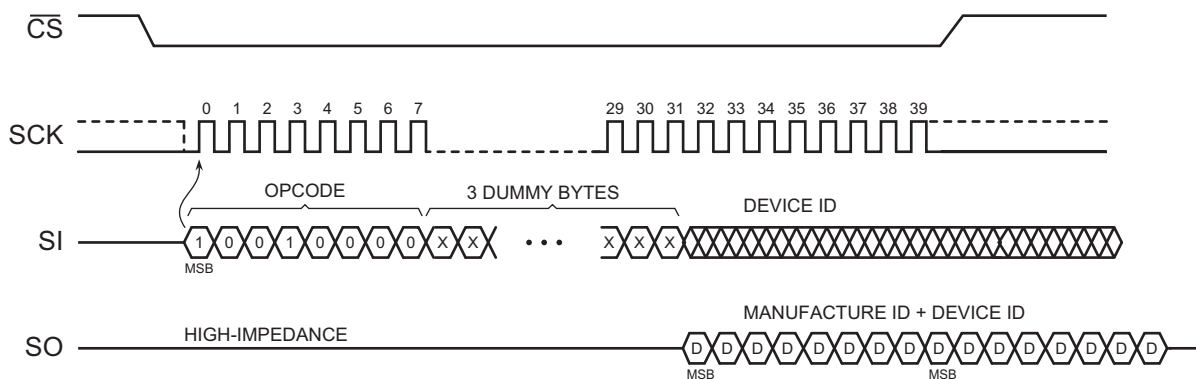 CS
0 1 2 3 4 5 6 7 29 30 31 32 33 34 35 36 37 38 39
SCK
OPCODE 3 DUMMY BYTES DEVICE ID
SI 1 0 0 1 0 0 0 0 X X • • • X X X
MSB
MANUFACTURE ID + DEVICE ID
HIGH-IMPEDANCE
SO D D D D D D D D D D D D D D D D
MSB MSB